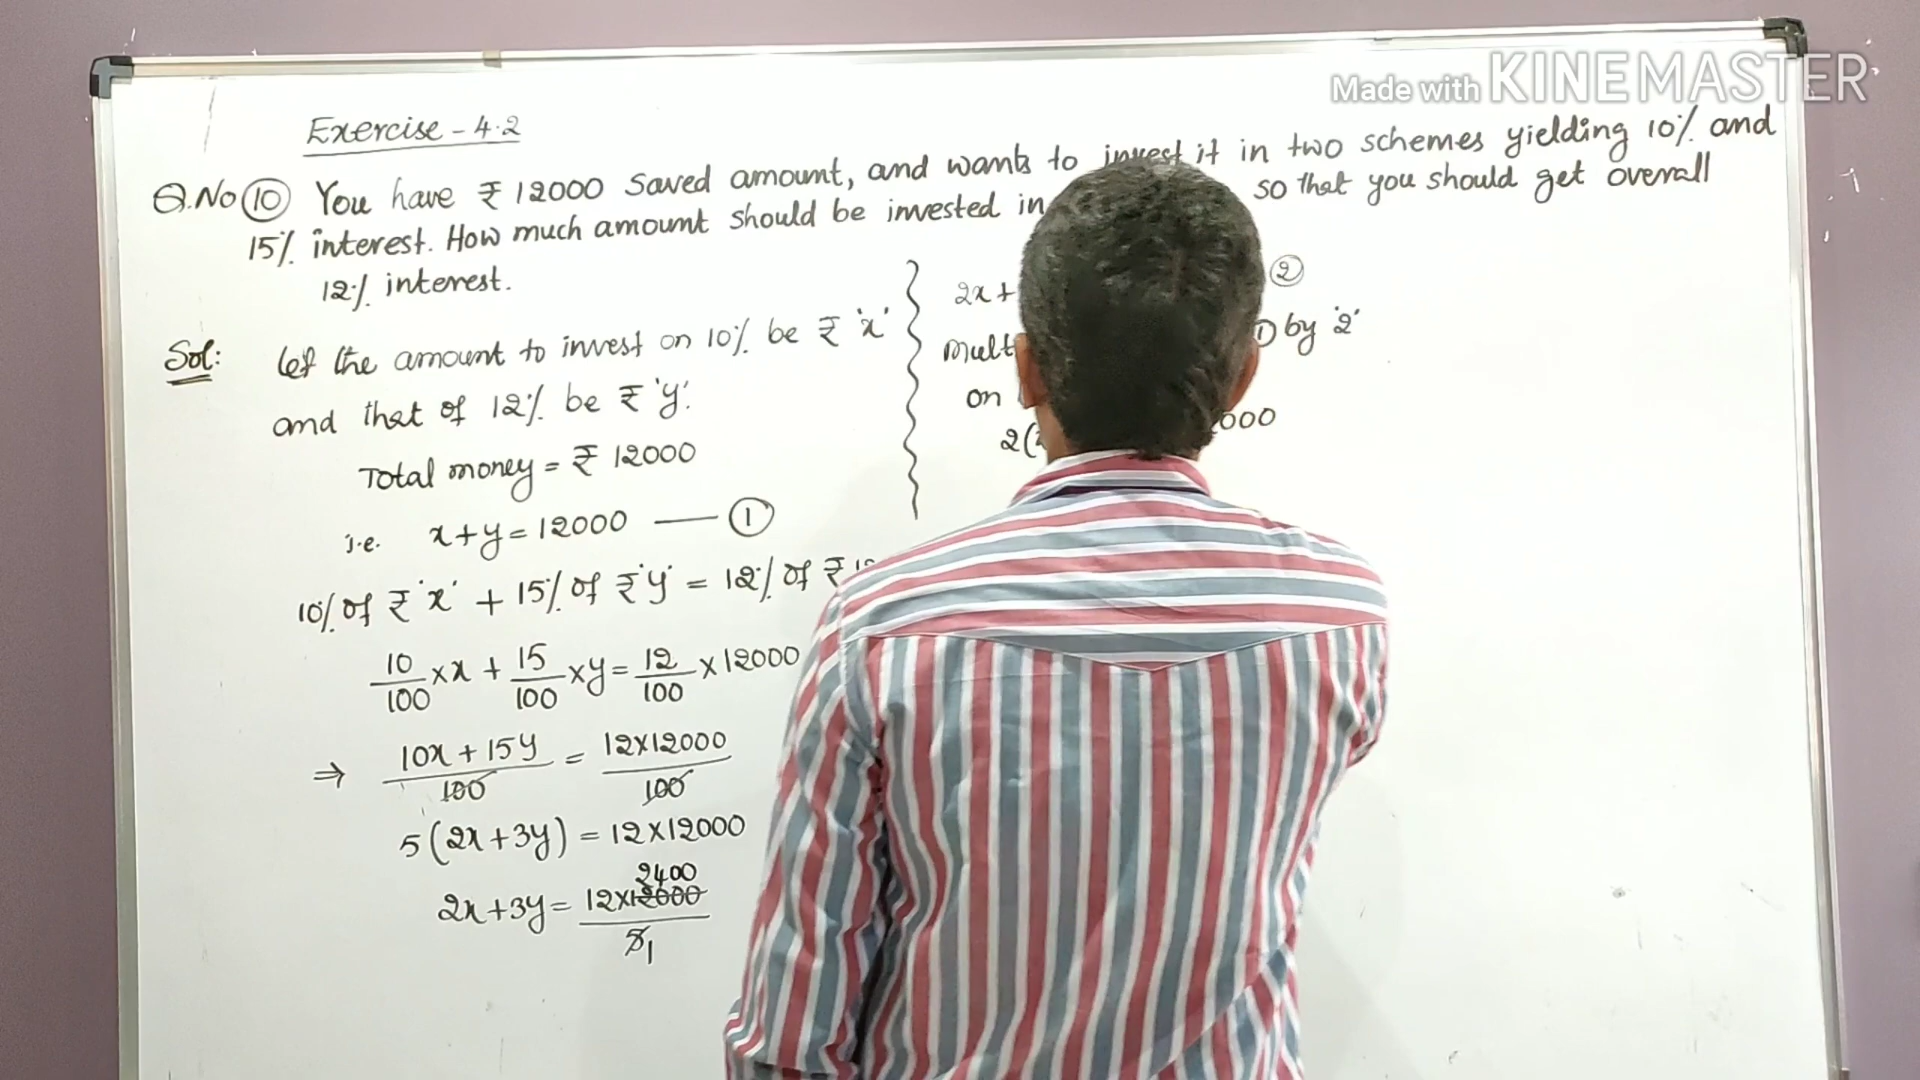 Made with KINEMASTER
Exercise - 4.2
Q.No 10 You have ₹ 12000 saved amount, and wants to invest it in two schemes yielding 10% and
15% interest. How much amount should be invested in so that you should get overall
12% interest.
Sol: let the amount to invest on 10% be ₹ 'x'
and that of 12% be ₹ 'y'.
Total money = ₹ 12000
i.e. x+y = 12000 — 1
10% of ₹ 'x' + 15% of ₹ 'y' = 12% of ₹
10/100 × x + 15/100 × y = 12/100 × 12000
⇒ 10x + 15y/100 = 12×12000/100
5(2x+3y) = 12×12000
2400
2x+3y = 12×12000/5 1
2x+ 2
1 by '2'
on 000
2(